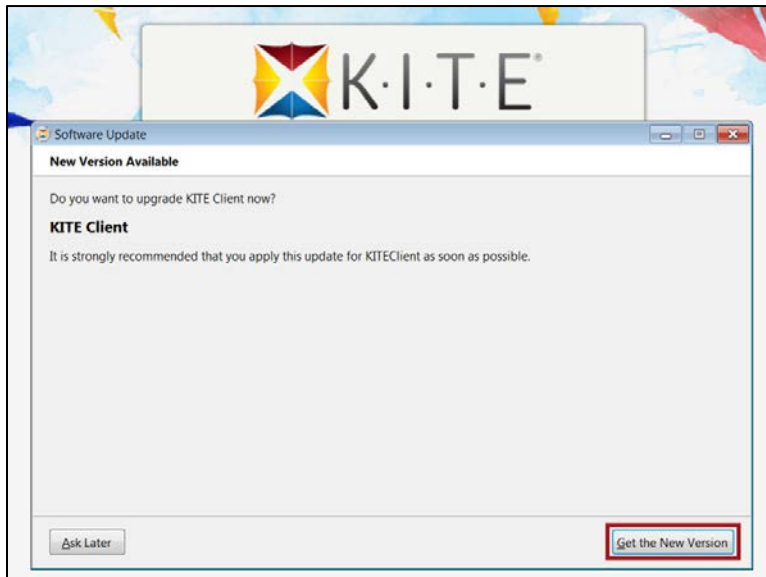 K·I·T·E®
Software Update
New Version Available
Do you want to upgrade KITE Client now?
KITE Client
It is strongly recommended that you apply this update for KITEClient as soon as possible.
Ask Later
Get the New Version